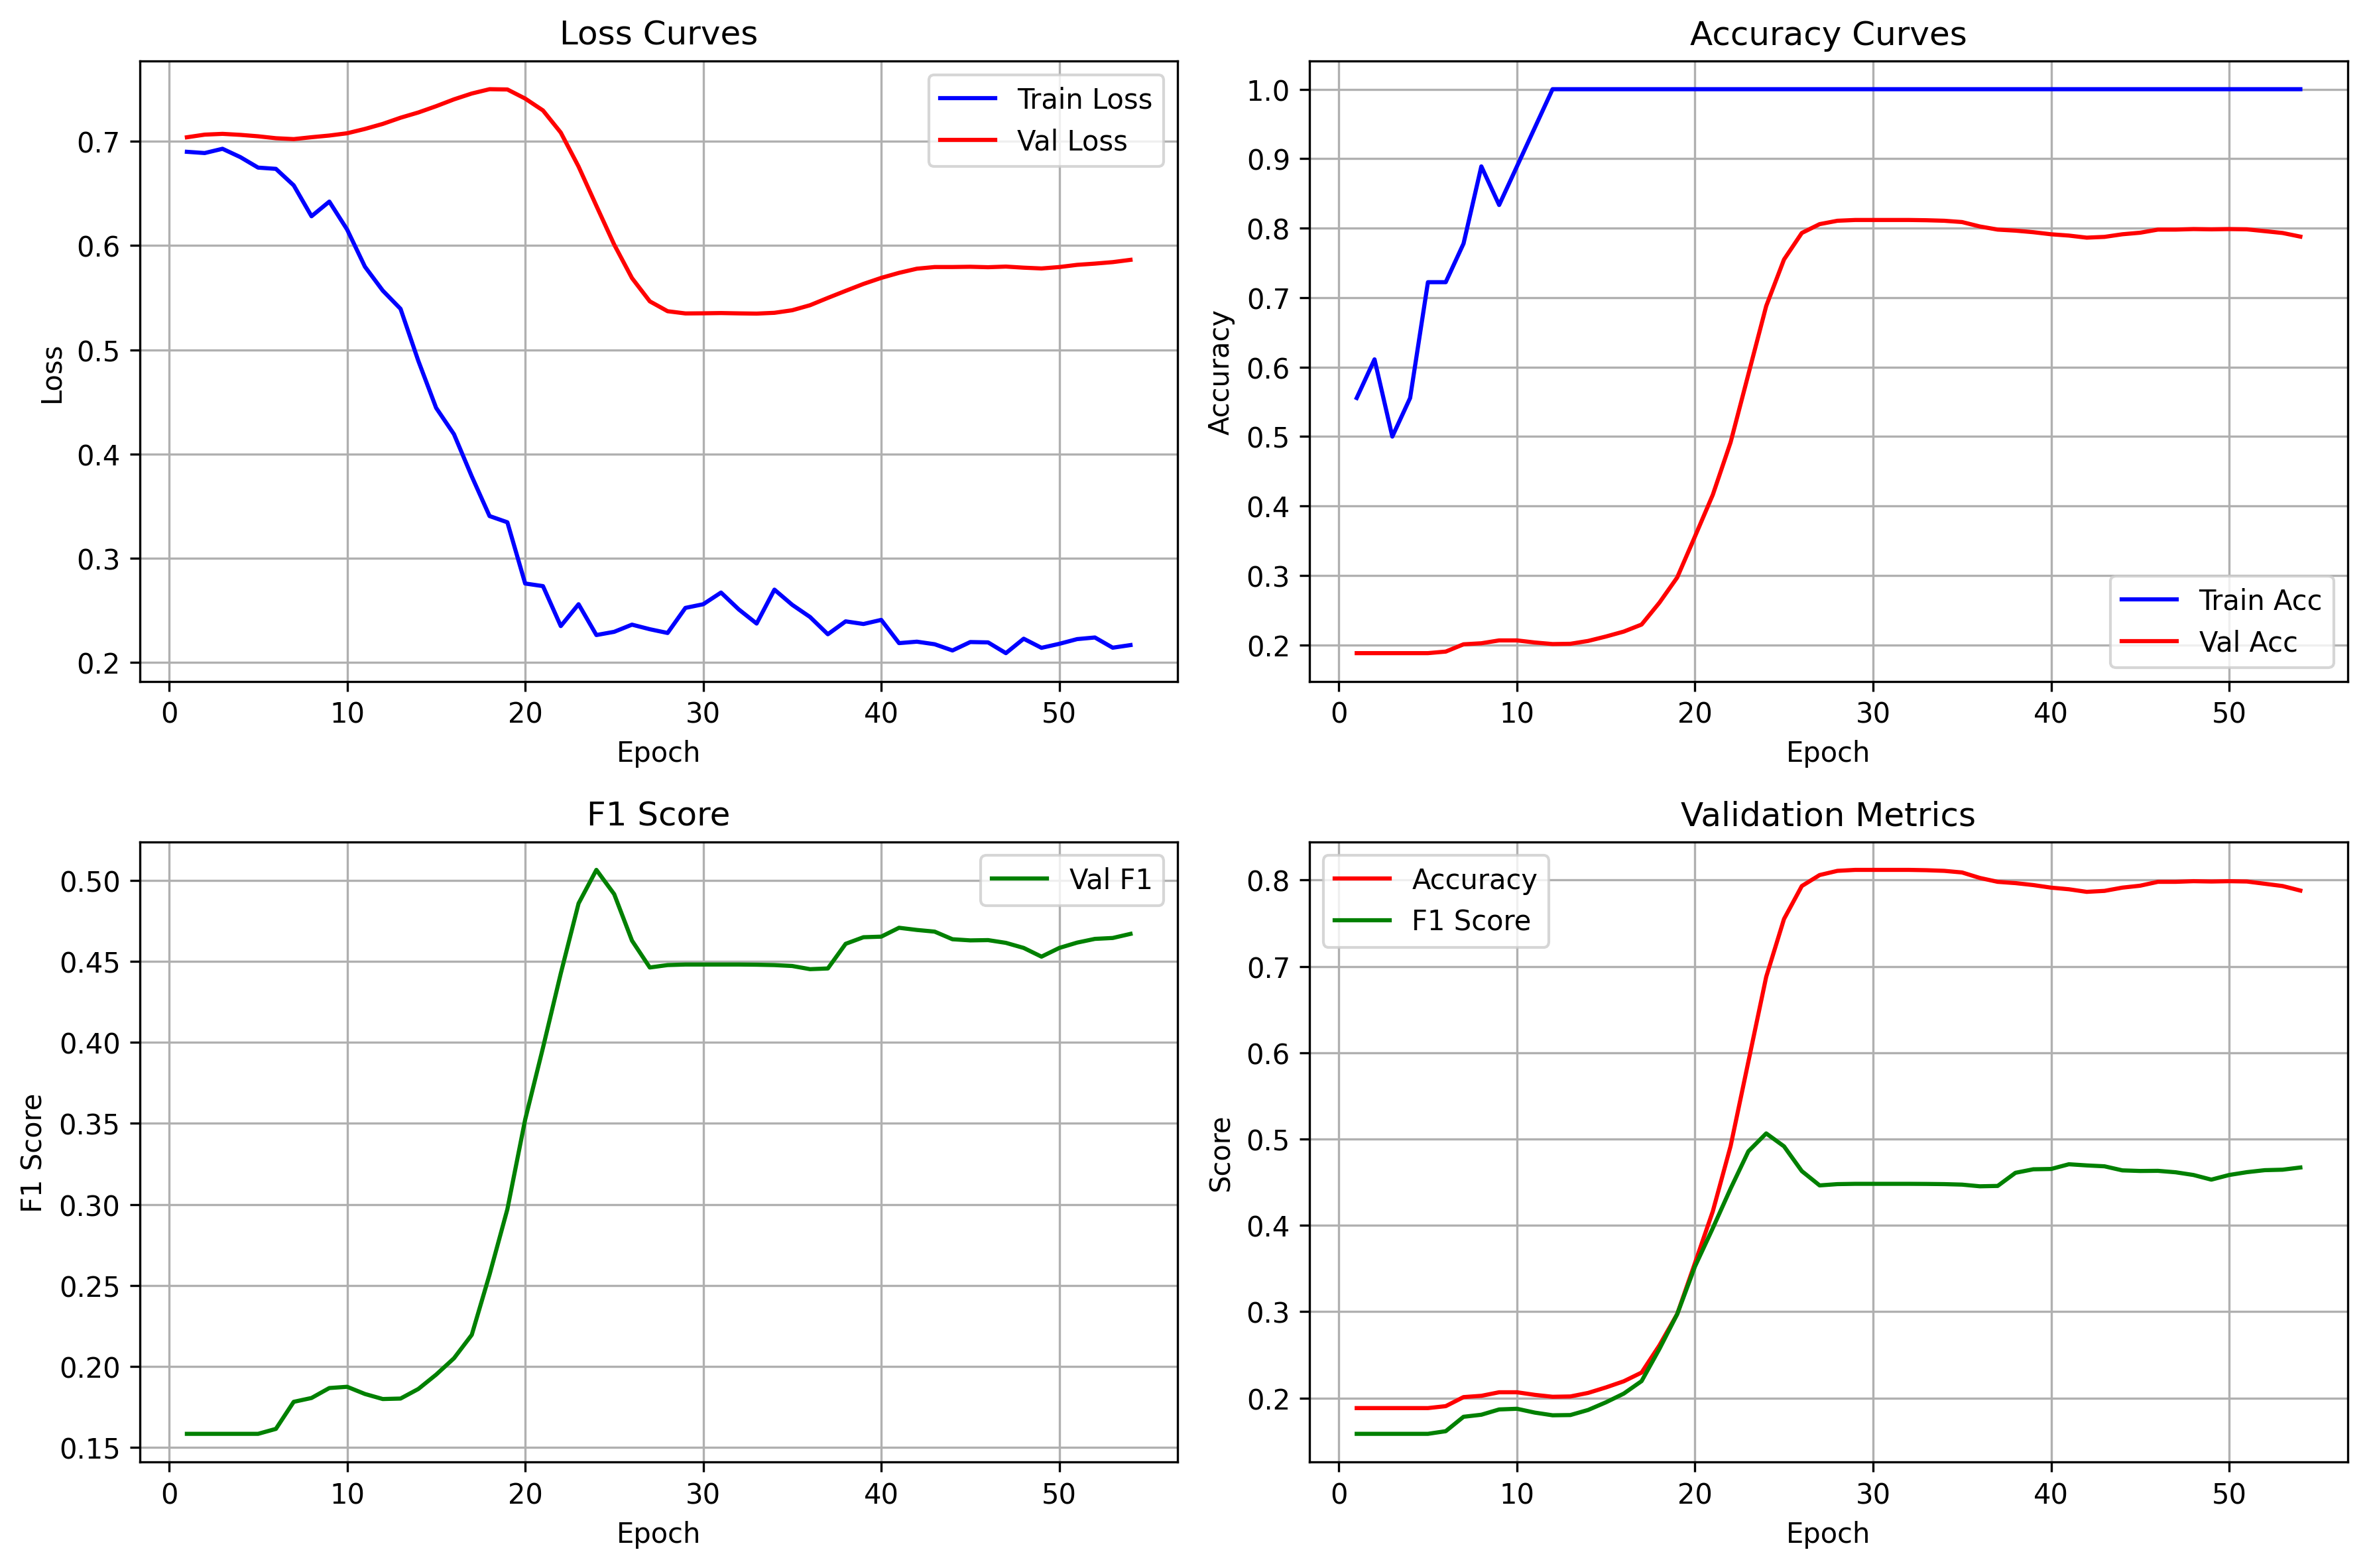 Loss Curves
Train Loss
Val Loss
0.7
0.6
0.5
0.4
0.3
0.2
Loss
0 10 20 30 40 50
Epoch
Accuracy Curves
1.0
0.9
0.8
0.7
0.6
0.5
0.4
0.3
0.2
Accuracy
Train Acc
Val Acc
0 10 20 30 40 50
Epoch
F1 Score
Val F1
0.50
0.45
0.40
0.35
0.30
0.25
0.20
0.15
F1 Score
0 10 20 30 40 50
Epoch
Validation Metrics
Accuracy
F1 Score
0.8
0.7
0.6
0.5
0.4
0.3
0.2
Score
0 10 20 30 40 50
Epoch